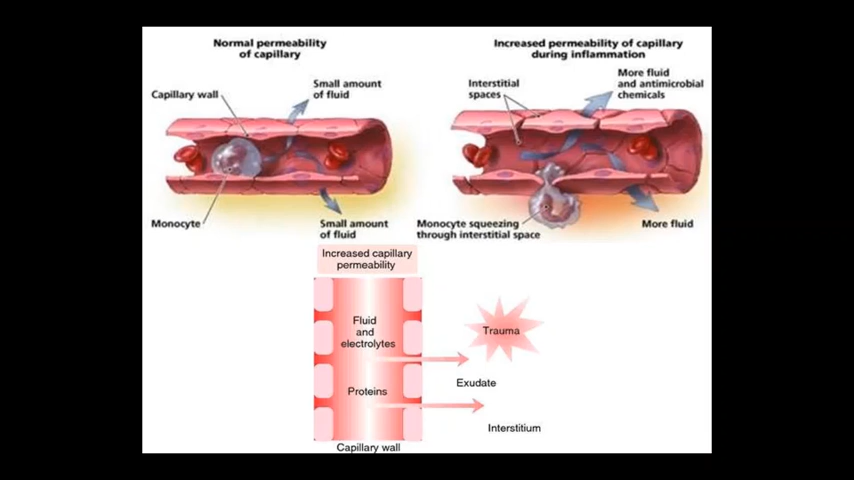 Normal permeability
of capillary
Small amount
of fluid
Capillary wall
Monocyte
Small amount
of fluid
Increased permeability of capillary
during inflammation
More fluid
and antimicrobial
chemicals
Interstitial
spaces
Monocyte squeezing
through interstitial space
More fluid
Increased capillary
permeability
Fluid
and
electrolytes
Trauma
Exudate
Proteins
Interstitium
Capillary wall